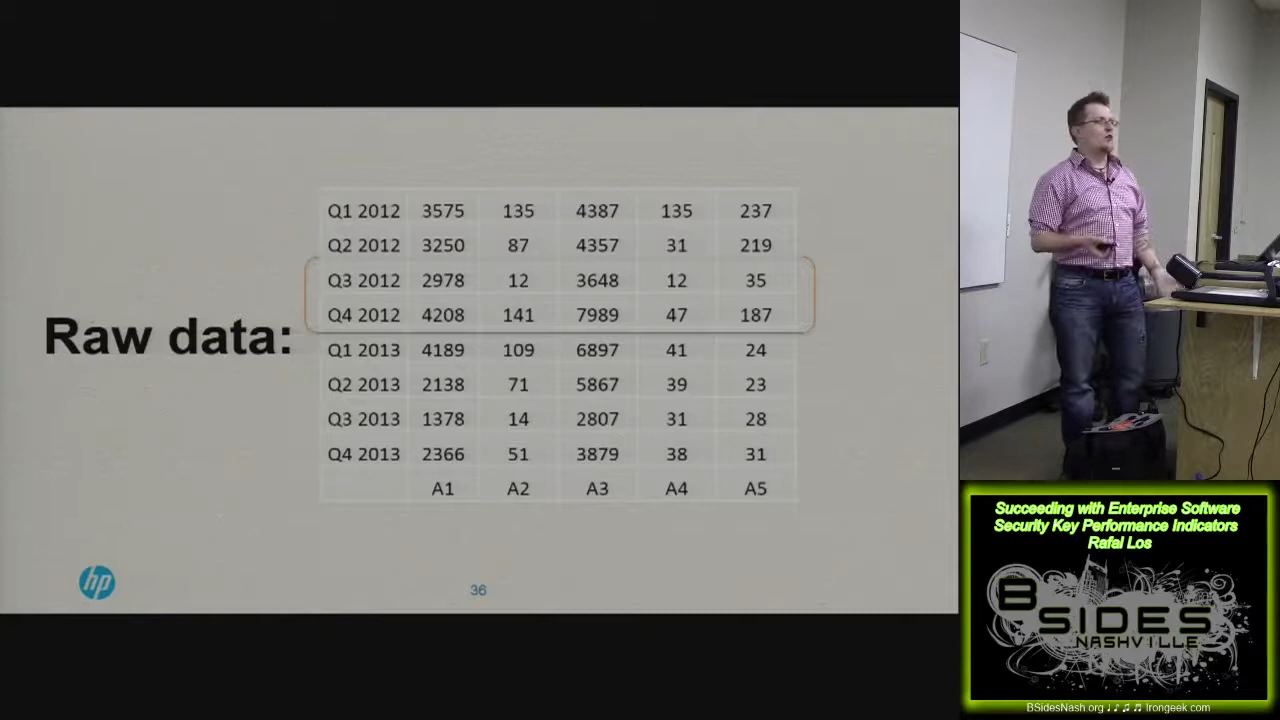 Raw data:
Q1 2012 3575 135 4387 135 237
Q2 2012 3250 87 4357 31 219
Q3 2012 2978 12 3648 12 35
Q4 2012 4208 141 7989 47 187
Q1 2013 4189 109 6897 41 24
Q2 2013 2138 71 5867 39 23
Q3 2013 1378 14 2807 31 28
Q4 2013 2366 51 3879 38 31
A1 A2 A3 A4 A5
hp
36
Succeeding with Enterprise Software
Security Key Performance Indicators
Rafal Los
BSIDES
NASHVILLE
BSidesNash.org ♩ ♪ ♫ ♬ Irongeek.com